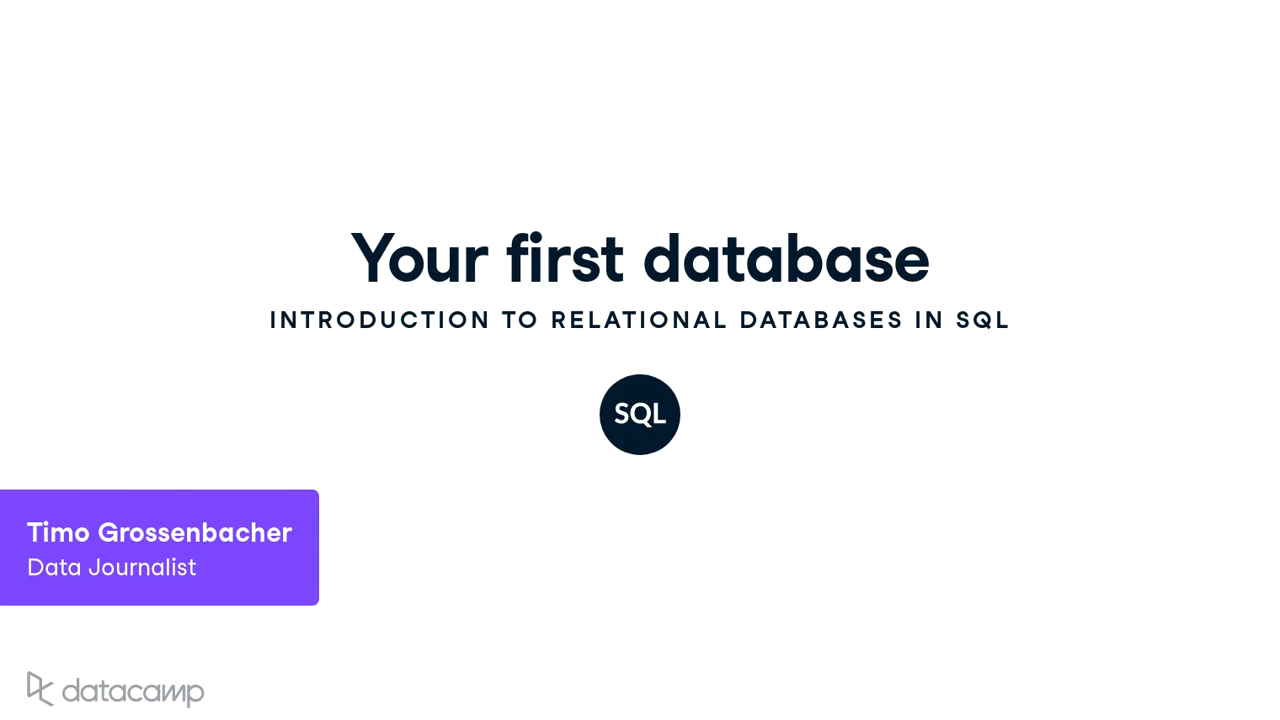 Your first database
INTRODUCTION TO RELATIONAL DATABASES IN SQL
SQL
Timo Grossenbacher
Data Journalist
datacamp